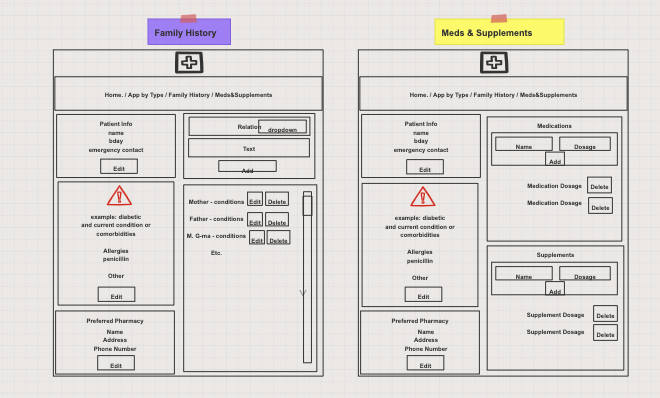 Family History
Home. / App by Type / Family History / Meds&Supplements
Patient Info
name
bday
emergency contact
Edit
example: diabetic
and current condition or
comorbidities
Allergies
penicillin
Other
Edit
Preferred Pharmacy
Name
Address
Phone Number
Edit
Relation
dropdown
Text
Add
Mother - conditions Edit Delete
Father - conditions Edit Delete
M. G-ma - conditions Edit Delete
Etc.
Meds & Supplements
Home. / App by Type / Family History / Meds&Supplements
Patient Info
name
bday
emergency contact
Edit
example: diabetic
and current condition or
comorbidities
Allergies
penicillin
Other
Edit
Preferred Pharmacy
Name
Address
Phone Number
Edit
Medications
Name Dosage
Add
Medication Dosage Delete
Medication Dosage Delete
Supplements
Name Dosage
Add
Supplement Dosage Delete
Supplement Dosage Delete